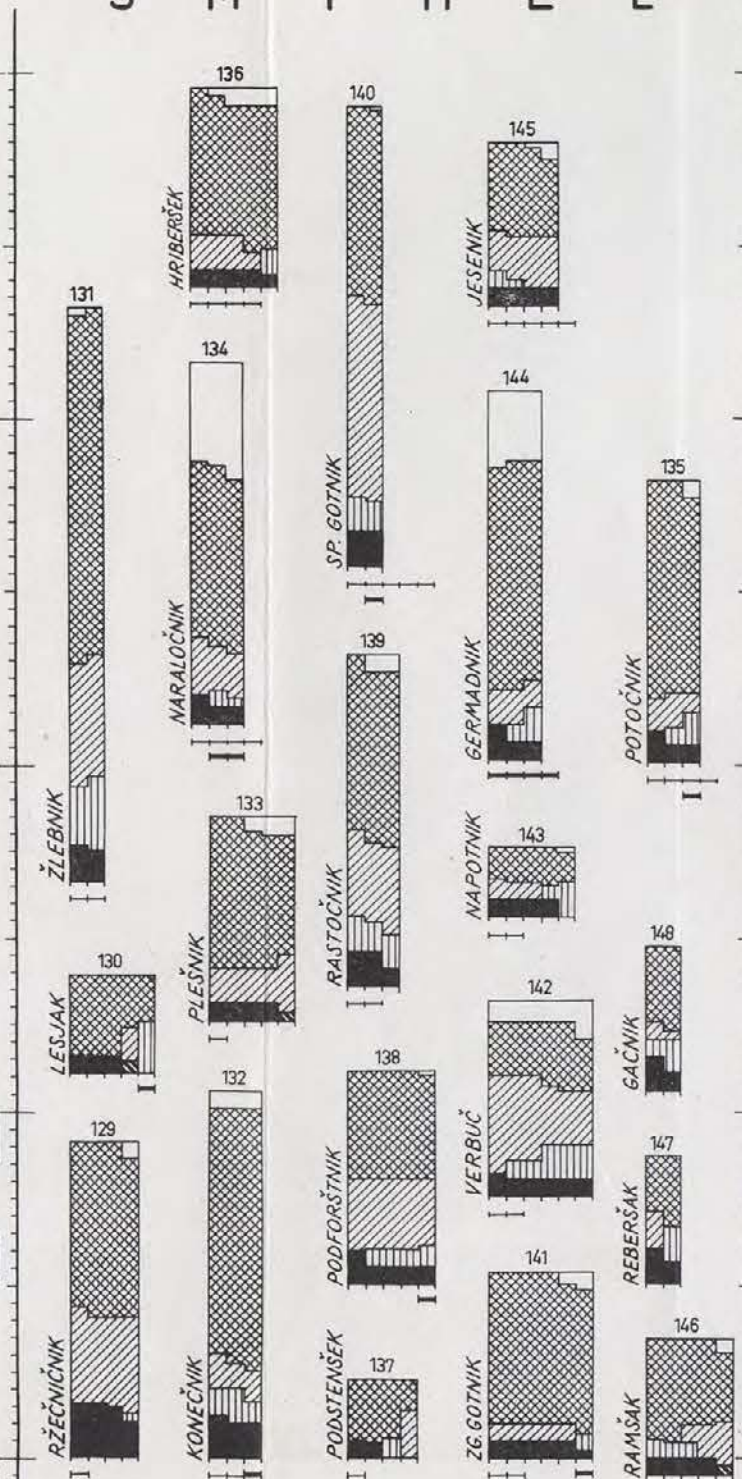 136
HRIBERŠEK
140
SP. GOTNIK
145
JESENIK
131
ŽLEBNIK
134
NARALOČNIK
144
GERMADNIK
135
POTOČNIK
139
RASTOČNIK
133
PLEŠNIK
143
NAPOTNIK
130
LESJAK
148
GAČNIK
142
VERBUČ
132
KONEČNIK
138
PODFORŠTNIK
129
RŽEČNIČNIK
147
REBERŠAK
141
ZG. GOTNIK
137
PODSTENŠEK
146
RAMŠAK